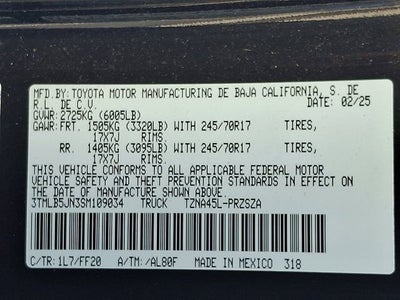 MFD.BY:TOYOTA MOTOR MANUFACTURING DE BAJA CALIFORNIA, S. DE
R.L. DE C.V. DATE: 02/25
GVWR:2725KG (6005LB)
GAWR:FRT. 1505KG (3320LB) WITH 245/70R17 TIRES,
17X7J RIMS.
RR. 1405KG (3095LB) WITH 245/70R17 TIRES,
17X7J RIMS.
THIS VEHICLE CONFORMS TO ALL APPLICABLE FEDERAL MOTOR
VEHICLE SAFETY AND THEFT PREVENTION STANDARDS IN EFFECT
ON THE DATE OF MANUFACTURE SHOWN ABOVE.
3TMLB5JN3SM109034 TRUCK TZNA45L-PRZSZA
C/TR:1L7/FF20 A/TM:/AL80F MADE IN MEXICO 318